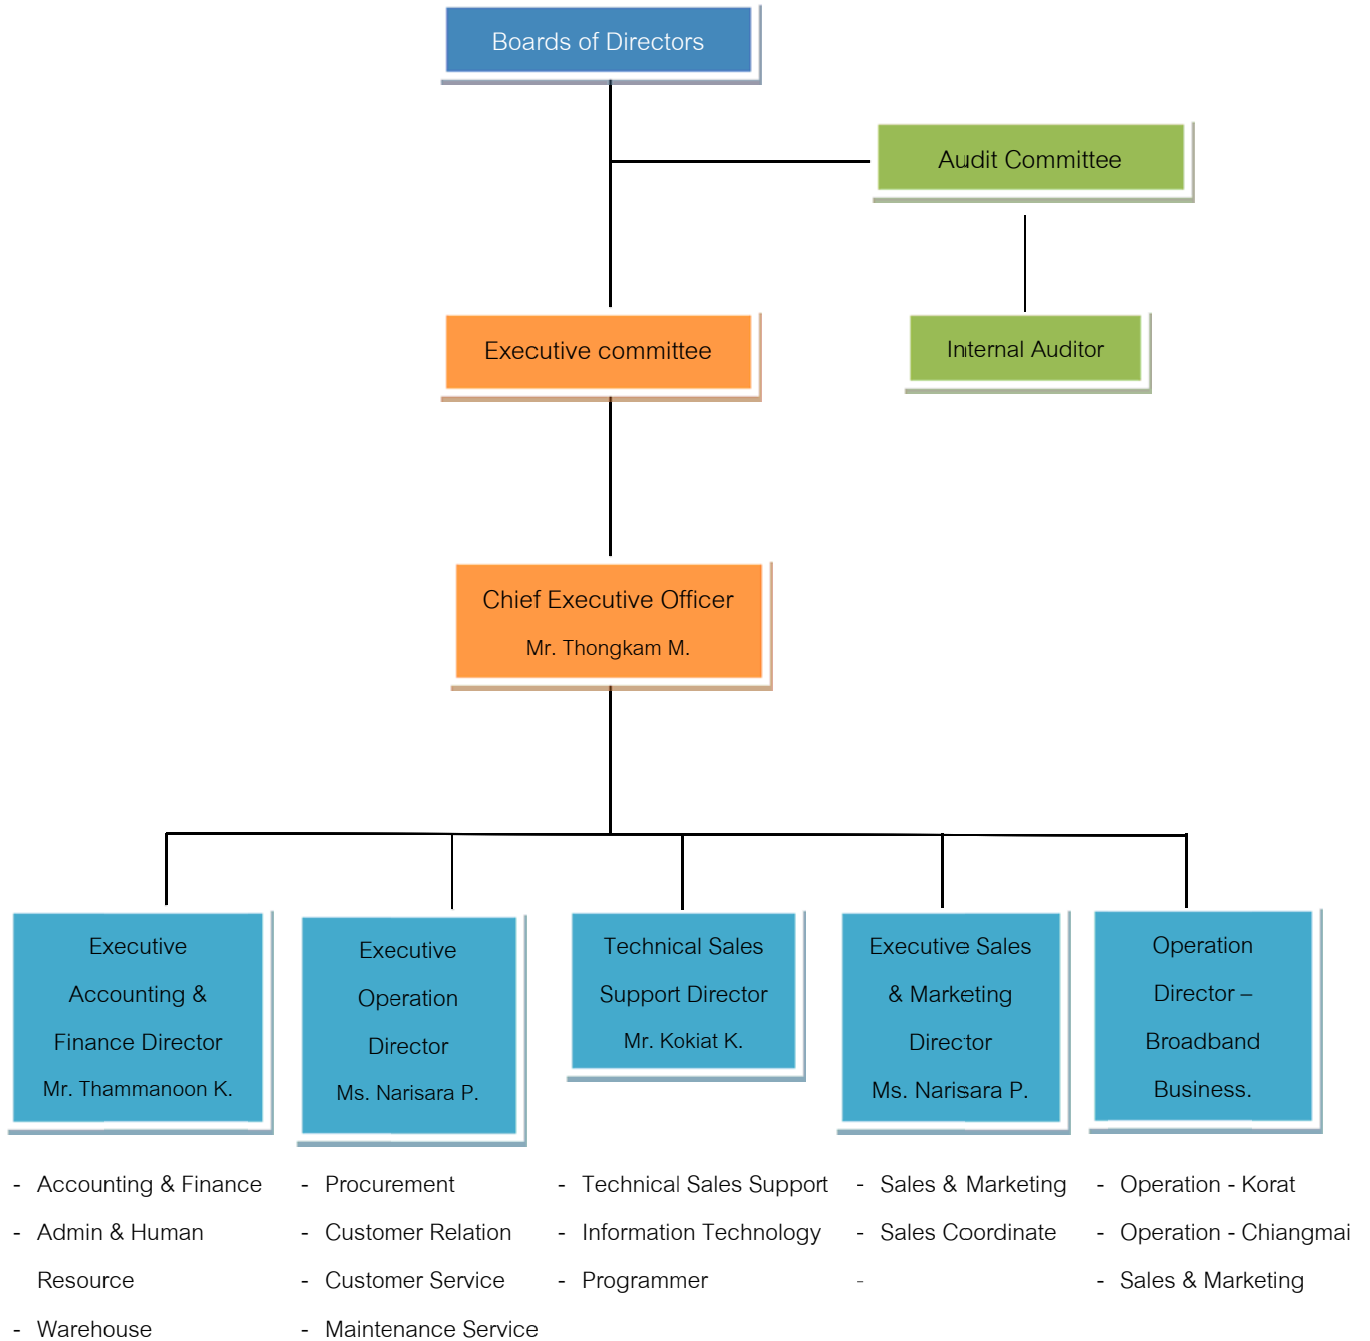 Boards of Directors
Audit Committee
Executive committee
Internal Auditor
Chief Executive Officer
Mr. Thongkam M.
Executive
Accounting &
Finance Director
Mr. Thammanoon K.
Executive
Operation
Director
Ms. Narisara P.
Technical Sales
Support Director
Mr. Kokiat K.
Executive Sales
& Marketing
Director
Ms. Narisara P.
Operation
Director –
Broadband
Business.
- Accounting & Finance
- Admin & Human
Resource
- Warehouse
- Procurement
- Customer Relation
- Customer Service
- Maintenance Service
- Technical Sales Support
- Information Technology
- Programmer
- Sales & Marketing
- Sales Coordinate
-
- Operation - Korat
- Operation - Chiangmai
- Sales & Marketing